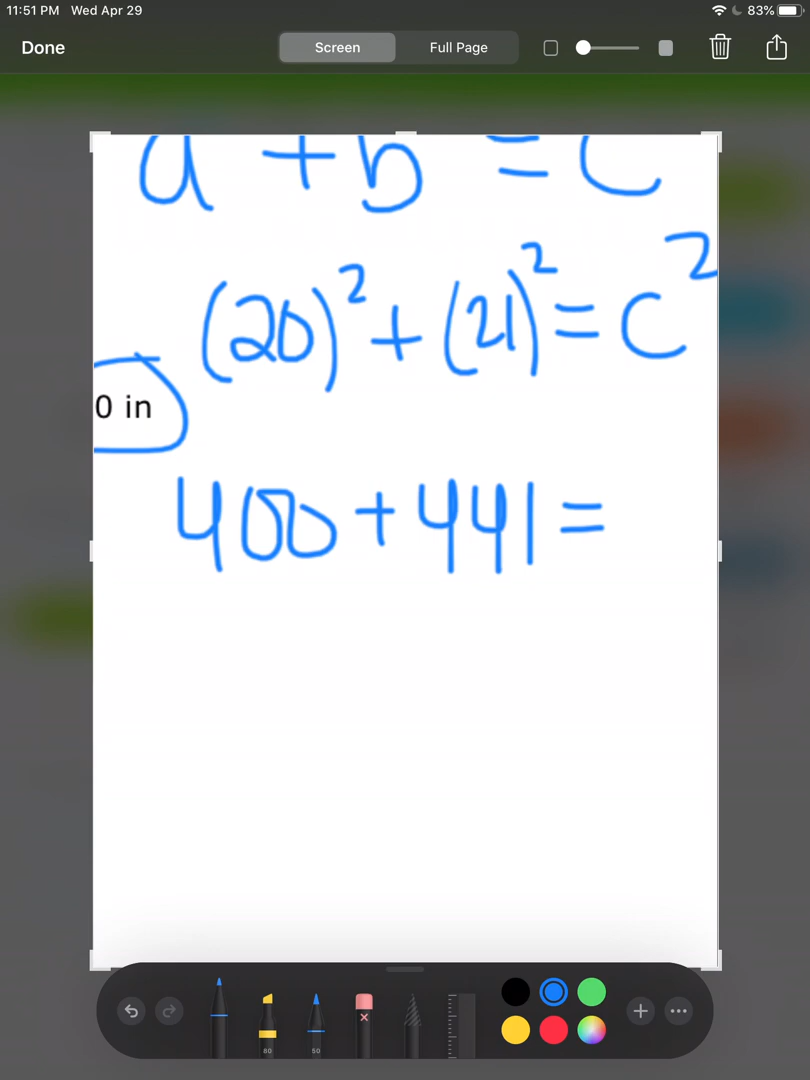 11:51 PM Wed Apr 29 83%
Done Screen Full Page
a + b = c
(20)² + (21)² = c²
0 in
400 + 441 =
80 50